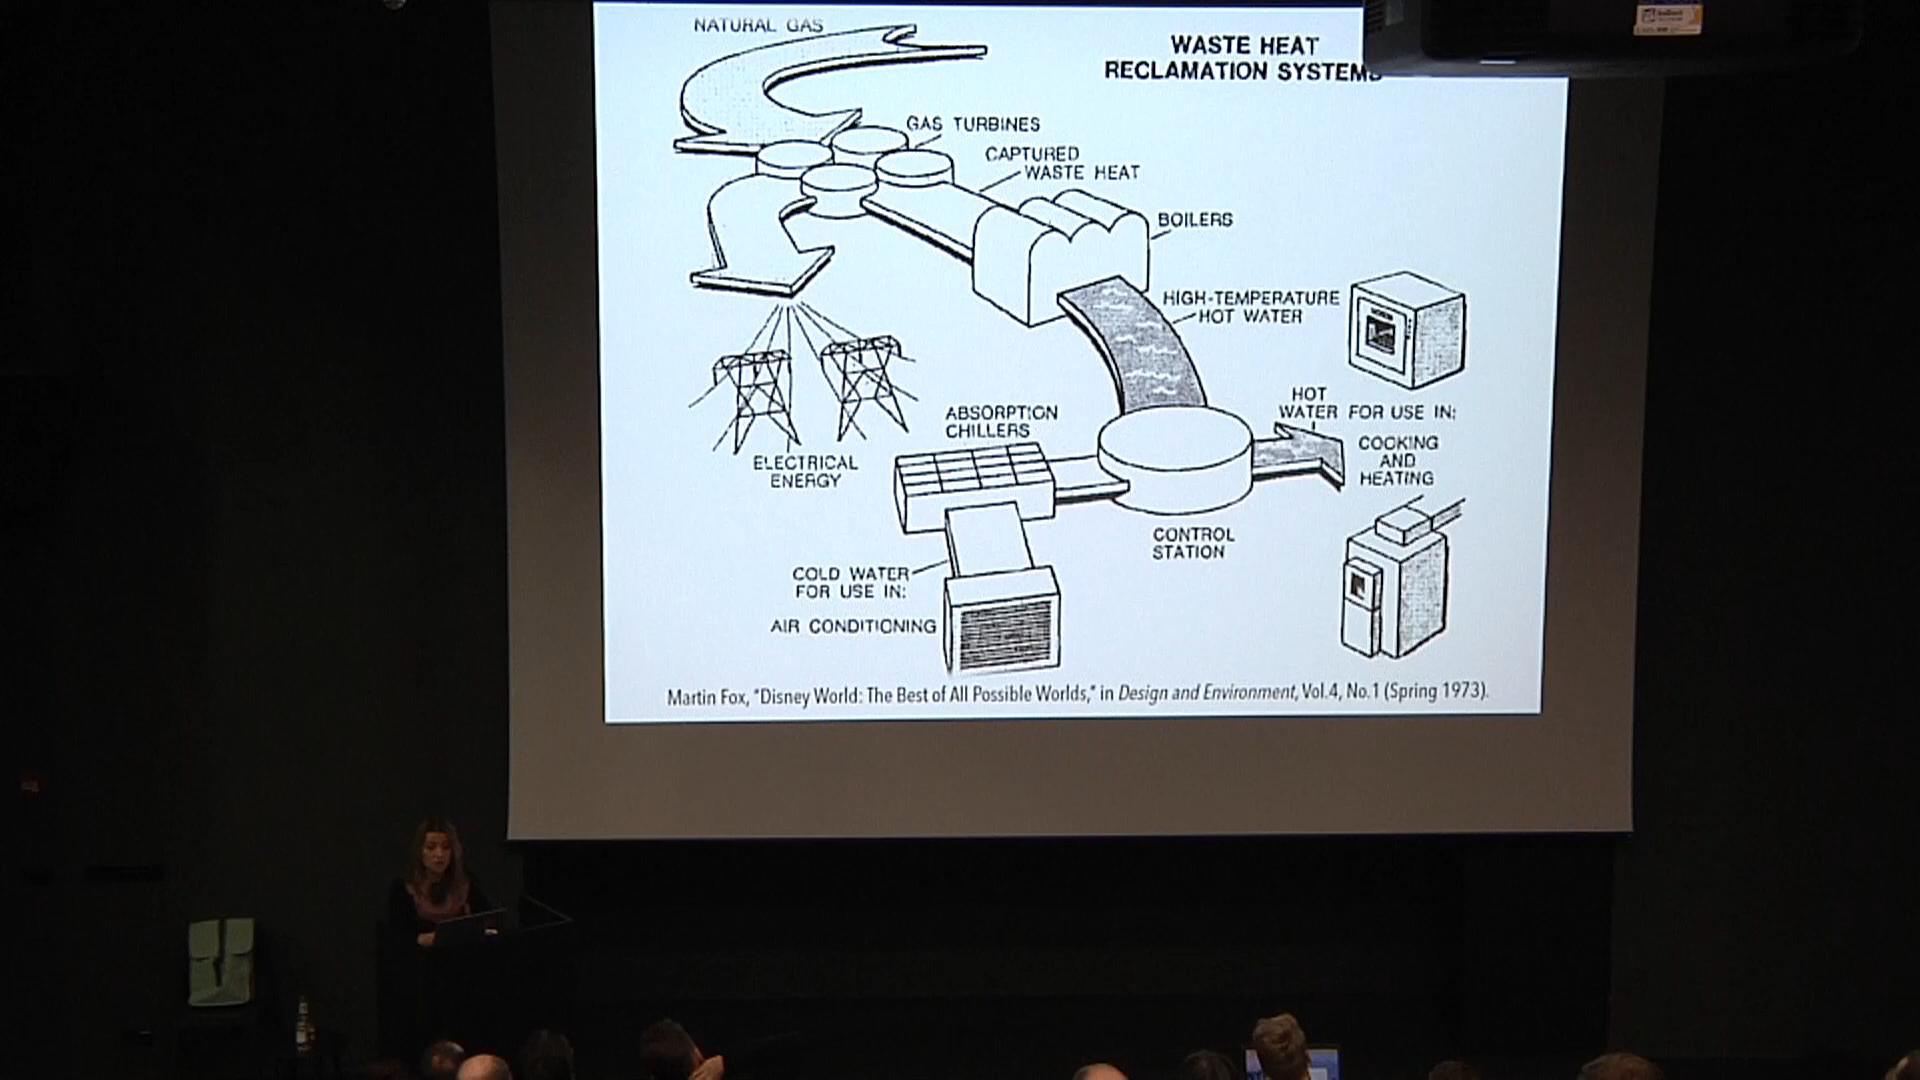 NATURAL GAS
WASTE HEAT
RECLAMATION SYSTEMS
GAS TURBINES
CAPTURED
WASTE HEAT
BOILERS
HIGH-TEMPERATURE
HOT WATER
HOT
WATER FOR USE IN:
COOKING
AND
HEATING
ABSORPTION
CHILLERS
ELECTRICAL
ENERGY
CONTROL
STATION
COLD WATER
FOR USE IN:
AIR CONDITIONING
Martin Fox, "Disney World: The Best of All Possible Worlds," in Design and Environment, Vol.4, No.1 (Spring 1973).